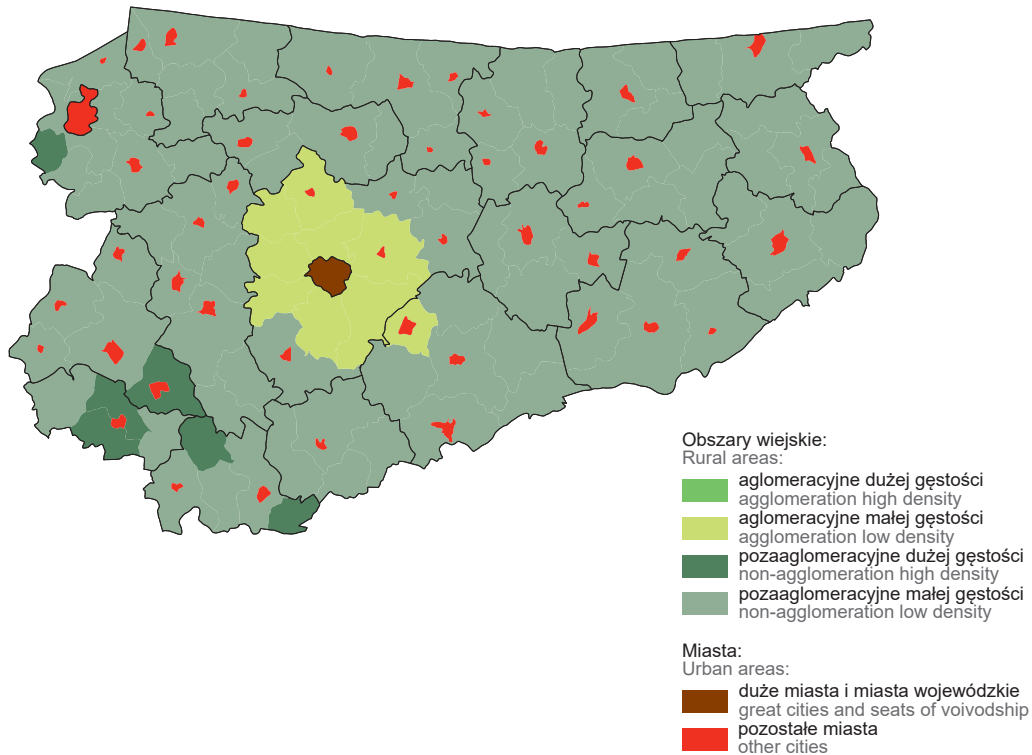 Obszary wiejskie:
Rural areas:
aglomeracyjne dużej gęstości
agglomeration high density
aglomeracyjne małej gęstości
agglomeration low density
pozaaglomeracyjne dużej gęstości
non-agglomeration high density
pozaaglomeracyjne małej gęstości
non-agglomeration low density
Miasta:
Urban areas:
duże miasta i miasta wojewódzkie
great cities and seats of voivodship
pozostałe miasta
other cities